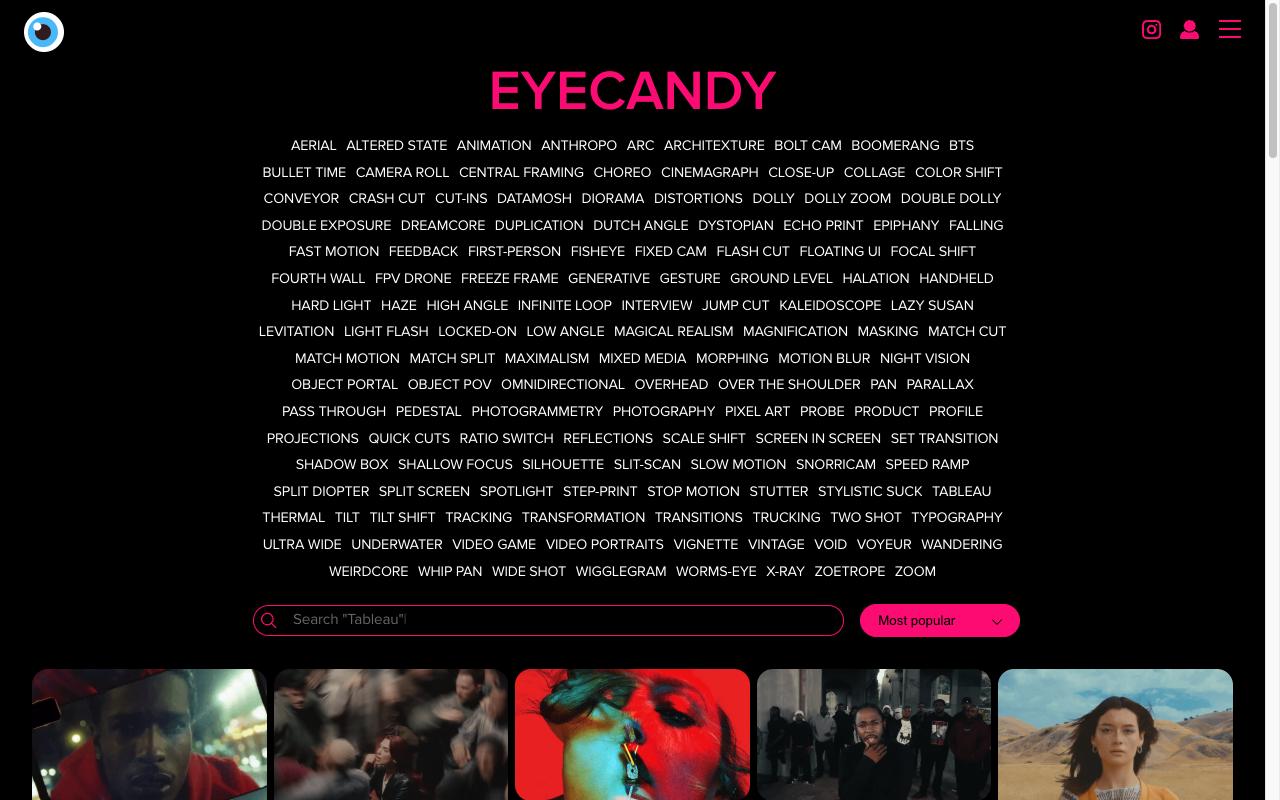 EYECANDY
AERIAL ALTERED STATE ANIMATION ANTHROPO ARC ARCHITEXTURE BOLT CAM BOOMERANG BTS
BULLET TIME CAMERA ROLL CENTRAL FRAMING CHOREO CINEMAGRAPH CLOSE-UP COLLAGE COLOR SHIFT
CONVEYOR CRASH CUT CUT-INS DATAMOSH DIORAMA DISTORTIONS DOLLY DOLLY ZOOM DOUBLE DOLLY
DOUBLE EXPOSURE DREAMCORE DUPLICATION DUTCH ANGLE DYSTOPIAN ECHO PRINT EPIPHANY FALLING
FAST MOTION FEEDBACK FIRST-PERSON FISHEYE FIXED CAM FLASH CUT FLOATING UI FOCAL SHIFT
FOURTH WALL FPV DRONE FREEZE FRAME GENERATIVE GESTURE GROUND LEVEL HALATION HANDHELD
HARD LIGHT HAZE HIGH ANGLE INFINITE LOOP INTERVIEW JUMP CUT KALEIDOSCOPE LAZY SUSAN
LEVITATION LIGHT FLASH LOCKED-ON LOW ANGLE MAGICAL REALISM MAGNIFICATION MASKING MATCH CUT
MATCH MOTION MATCH SPLIT MAXIMALISM MIXED MEDIA MORPHING MOTION BLUR NIGHT VISION
OBJECT PORTAL OBJECT POV OMNIDIRECTIONAL OVERHEAD OVER THE SHOULDER PAN PARALLAX
PASS THROUGH PEDESTAL PHOTOGRAMMETRY PHOTOGRAPHY PIXEL ART PROBE PRODUCT PROFILE
PROJECTIONS QUICK CUTS RATIO SWITCH REFLECTIONS SCALE SHIFT SCREEN IN SCREEN SET TRANSITION
SHADOW BOX SHALLOW FOCUS SILHOUETTE SLIT-SCAN SLOW MOTION SNORRICAM SPEED RAMP
SPLIT DIOPTER SPLIT SCREEN SPOTLIGHT STEP-PRINT STOP MOTION STUTTER STYLISTIC SUCK TABLEAU
THERMAL TILT TILT SHIFT TRACKING TRANSFORMATION TRANSITIONS TRUCKING TWO SHOT TYPOGRAPHY
ULTRA WIDE UNDERWATER VIDEO GAME VIDEO PORTRAITS VIGNETTE VINTAGE VOID VOYEUR WANDERING
WEIRDCORE WHIP PAN WIDE SHOT WIGGLEGRAM WORMS-EYE X-RAY ZOETROPE ZOOM
Search "Tableau"
Most popular